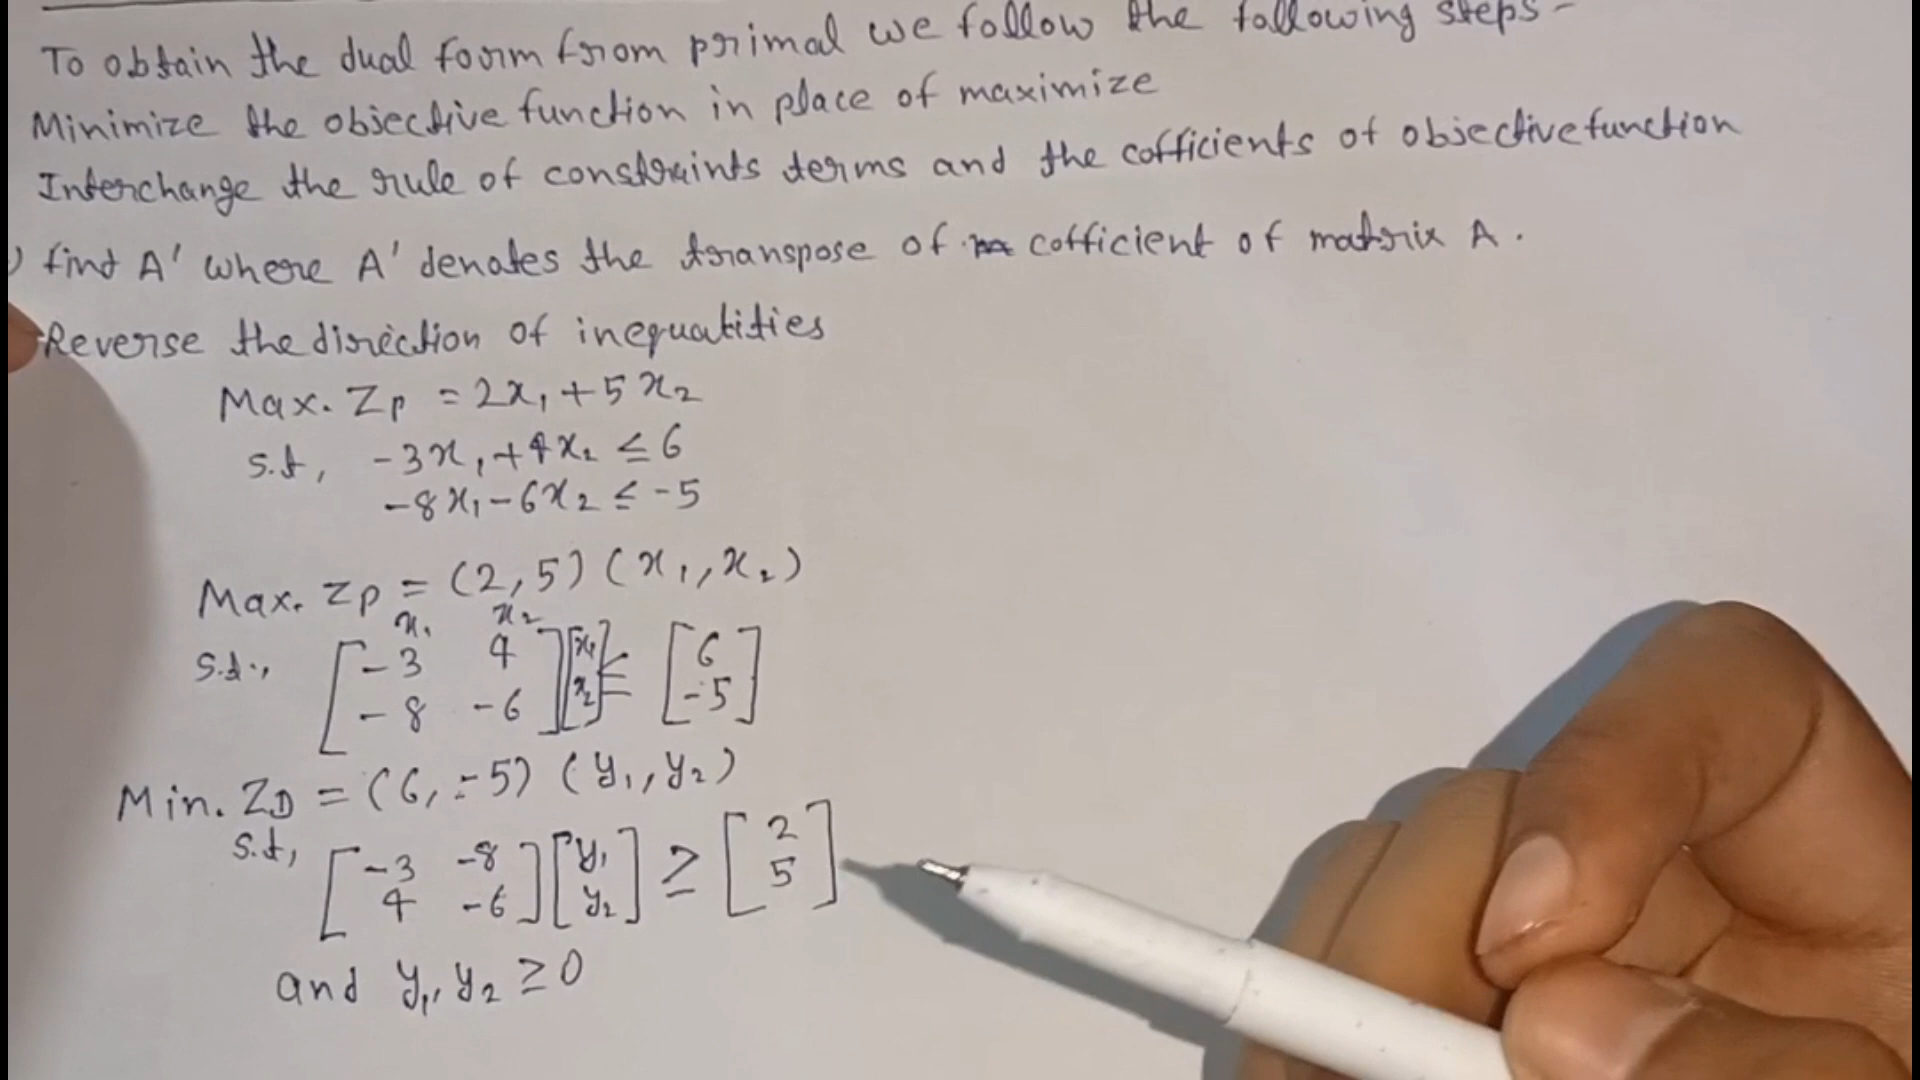 To obtain the dual form from primal we follow the following steps-
Minimize the objective function in place of maximize
Interchange the rule of constraints terms and the cofficients of objective function
) find A' where A' denotes the transpose of cofficient of matrix A.
Reverse the direction of inequalities
Max. Zp = 2x₁ + 5x₂
s.t, -3x₁ + 4x₂ ≤ 6
-8x₁ - 6x₂ ≤ -5
Max. Zp = (2, 5) (x₁, x₂)
x₁ x₂
s.t., [-3 4] [x₁] ≤ [6]
[-8 -6] [x₂] [-5]
Min. ZD = (6, -5) (y₁, y₂)
s.t, [-3 -8] [y₁] ≥ [2]
[4 -6] [y₂] [5]
and y₁, y₂ ≥ 0